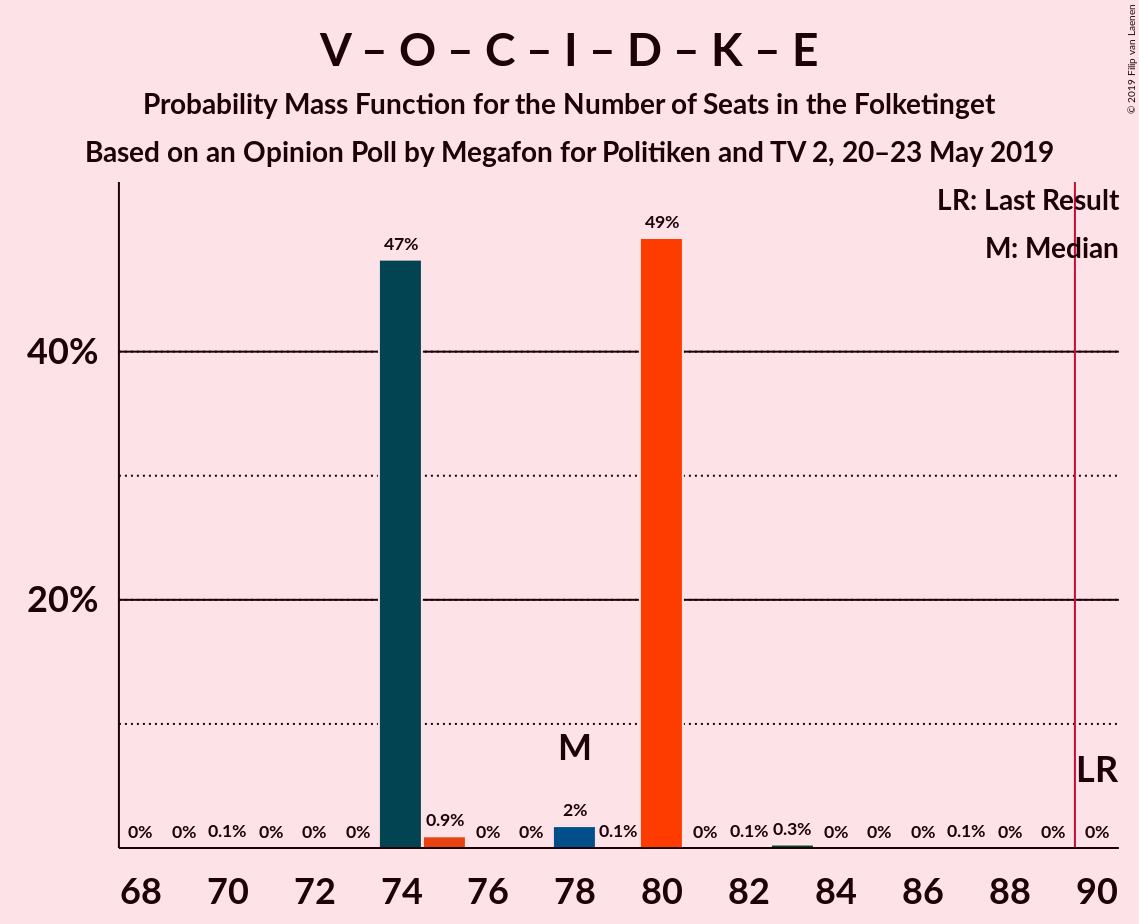 V – O – C – I – D – K – E
Probability Mass Function for the Number of Seats in the Folketinget
Based on an Opinion Poll by Megafon for Politiken and TV 2, 20–23 May 2019
© 2019 Filip van Laenen
LR: Last Result
M: Median
49%
47%
40%
20%
M
LR
0% 0% 0.1% 0% 0% 0% 0.9% 0% 0% 2% 0.1% 0% 0.1% 0.3% 0% 0% 0% 0.1% 0% 0% 0%
68 70 72 74 76 78 80 82 84 86 88 90